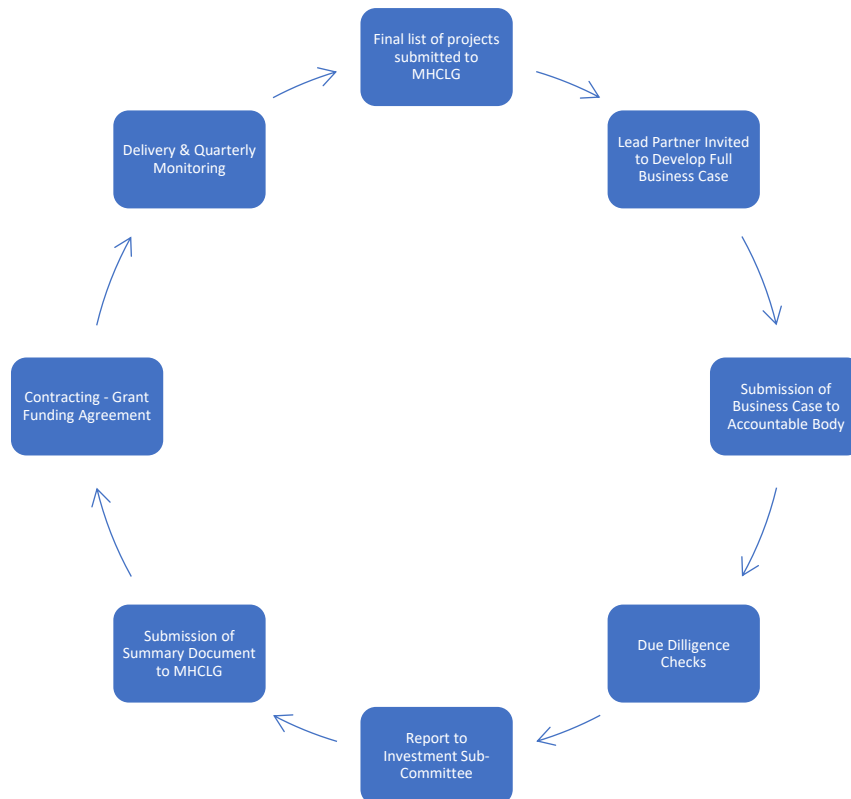 Final list of projects
submitted to
MHCLG
Lead Partner Invited
to Develop Full
Business Case
Submission of
Business Case to
Accountable Body
Due Dilligence
Checks
Report to
Investment Sub-
Committee
Submission of
Summary Document
to MHCLG
Contracting - Grant
Funding Agreement
Delivery & Quarterly
Monitoring